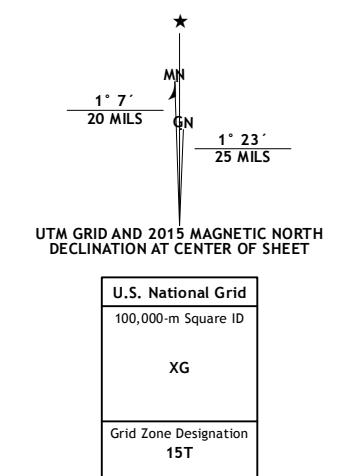 ★
MN
1° 7´
20 MILS
GN
1° 23´
25 MILS
UTM GRID AND 2015 MAGNETIC NORTH
DECLINATION AT CENTER OF SHEET
U.S. National Grid
100,000-m Square ID
XG
Grid Zone Designation
15T